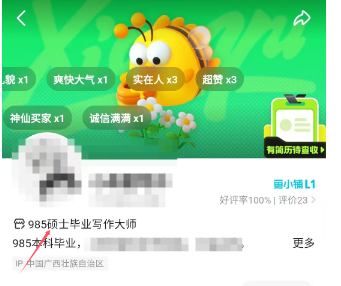 貌 x1 爽快大气 x1 实在人 x3 超赞 x3
神仙买家 x1 诚信满满 x1
有简历待查收
鱼小铺L1
好评率100% | 评价23
985硕士毕业写作大师
985本科毕业，
更多
IP 中国广西壮族自治区